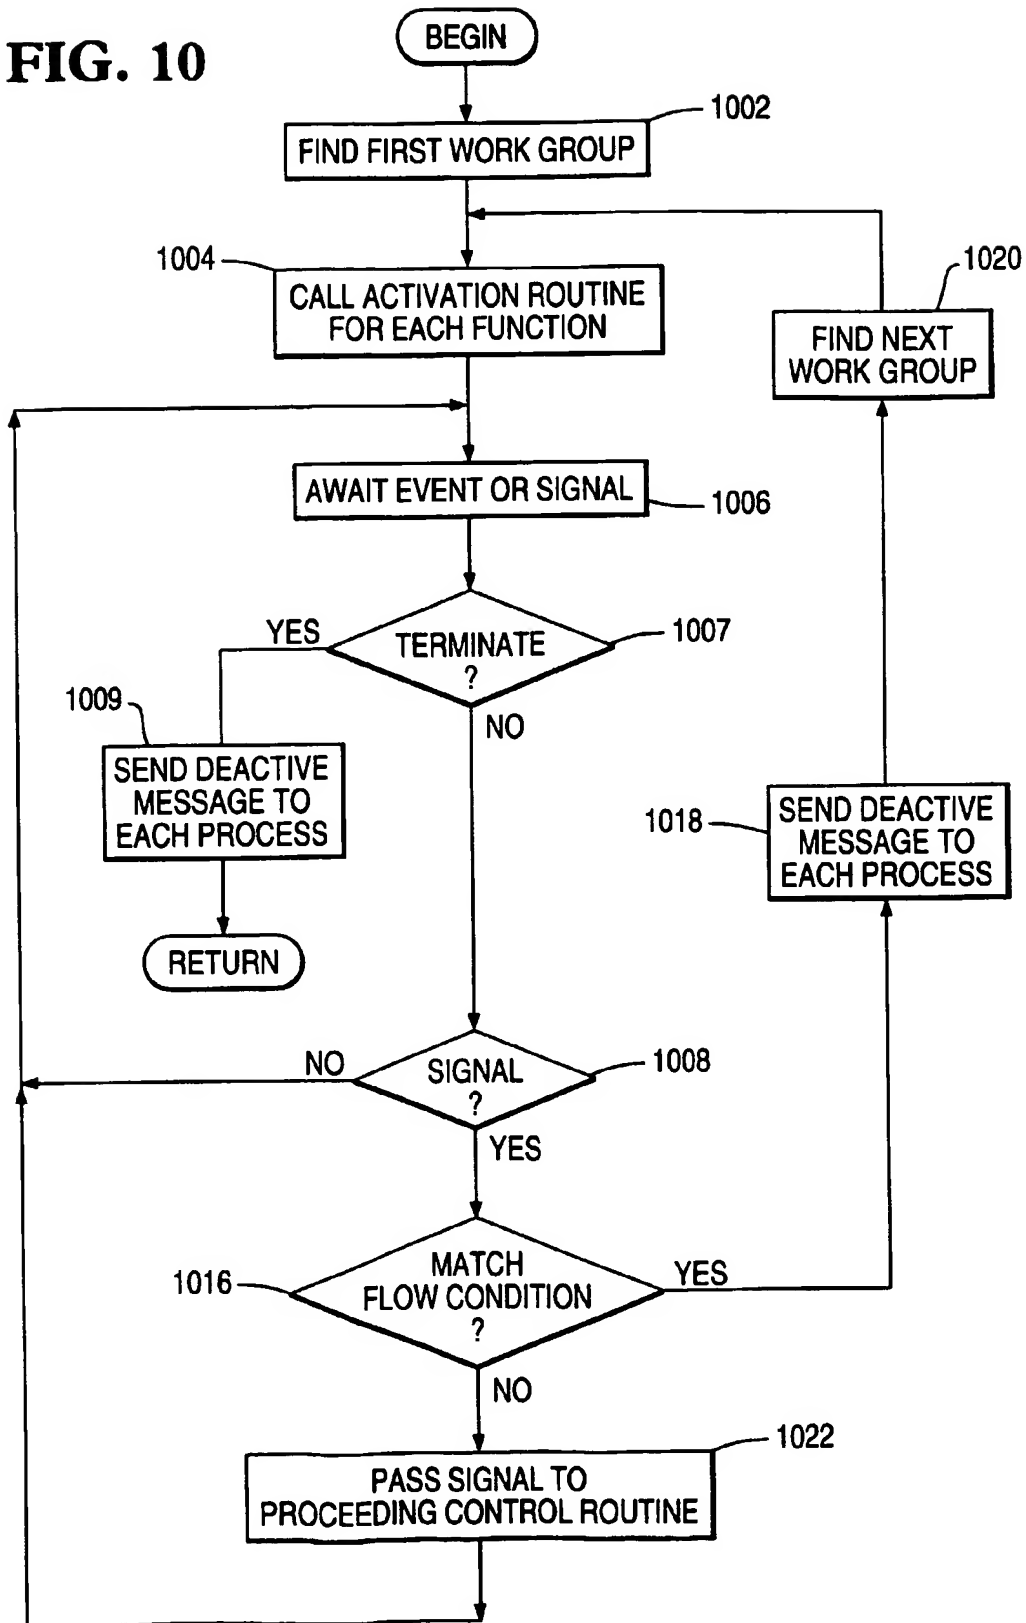 FIG. 10
BEGIN
1002
FIND FIRST WORK GROUP
1004
CALL ACTIVATION ROUTINE
FOR EACH FUNCTION
1020
FIND NEXT
WORK GROUP
AWAIT EVENT OR SIGNAL
1006
YES
TERMINATE
?
1007
NO
1009
SEND DEACTIVE
MESSAGE TO
EACH PROCESS
RETURN
1018
SEND DEACTIVE
MESSAGE TO
EACH PROCESS
NO
SIGNAL
?
1008
YES
1016
MATCH
FLOW CONDITION
?
YES
NO
1022
PASS SIGNAL TO
PROCEEDING CONTROL ROUTINE